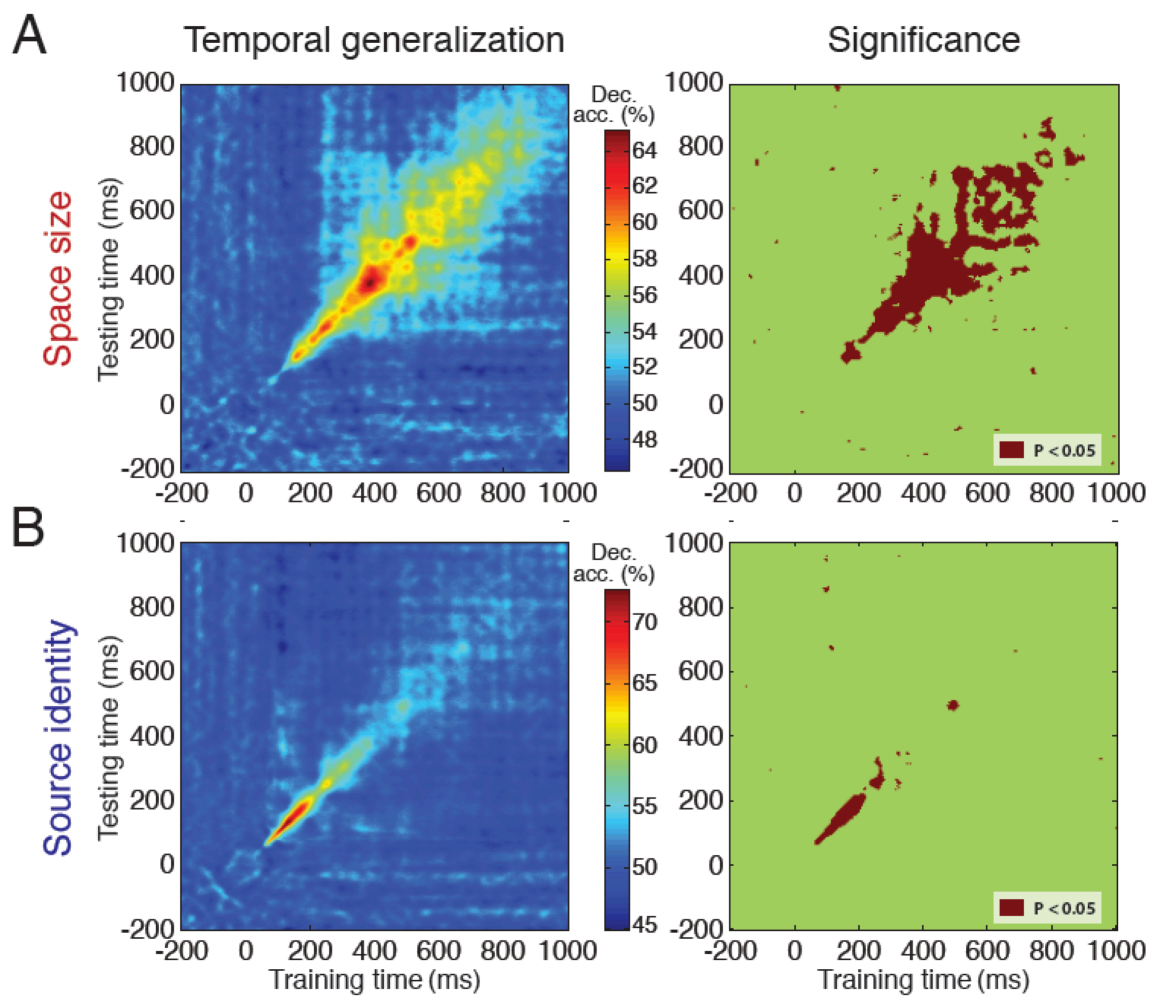 A
Temporal generalization
Significance
Dec.
acc. (%)
Space size
Testing time (ms)
1000
800
600
400
200
0
-200
-200 0 200 400 600 800 1000
64
62
60
58
56
54
52
50
48
1000
800
600
400
200
0
-200
P < 0.05
-200 0 200 400 600 800 1000
B
Dec.
acc. (%)
Source identity
Testing time (ms)
1000
800
600
400
200
0
-200
-200 0 200 400 600 800 1000
Training time (ms)
70
65
60
55
50
45
1000
800
600
400
200
0
-200
P < 0.05
-200 0 200 400 600 800 1000
Training time (ms)